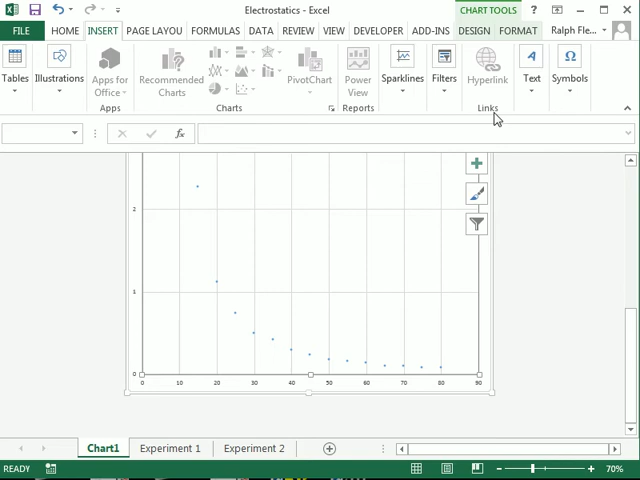 Electrostatics - Excel
CHART TOOLS
?
FILE
HOME
INSERT
PAGE LAYOU
FORMULAS
DATA
REVIEW
VIEW
DEVELOPER
ADD-INS
DESIGN
FORMAT
Ralph Fle...
Tables
Illustrations
Apps for
Office
Recommended
Charts
PivotChart
Power
View
Sparklines
Filters
Hyperlink
Text
Symbols
Apps
Charts
Reports
Links
fx
2
1
0
0 10 20 30 40 50 60 70 80 90
Chart1
Experiment 1
Experiment 2
READY
70%